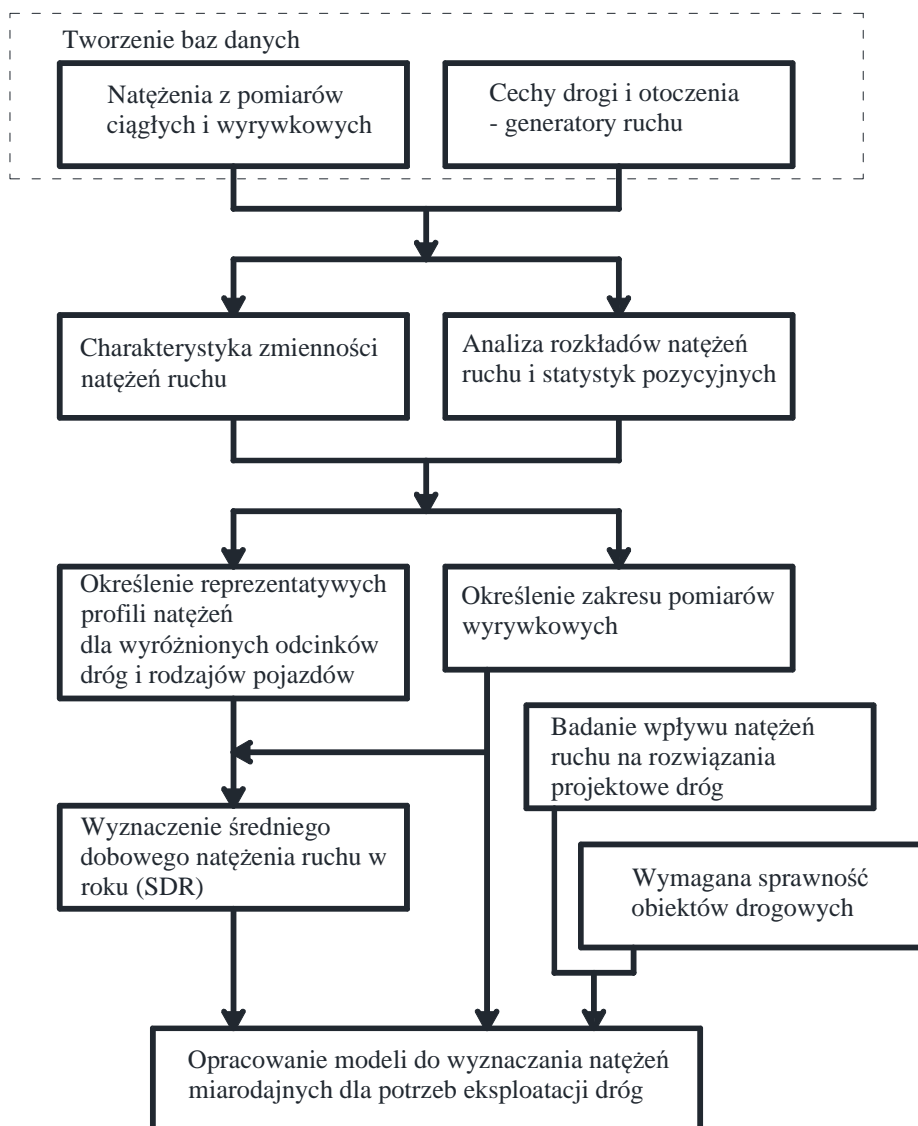 Tworzenie baz danych
Natężenia z pomiarów
ciągłych i wyrywkowych
Cechy drogi i otoczenia
- generatory ruchu
Charakterystyka zmienności
natężeń ruchu
Analiza rozkładów natężeń
ruchu i statystyk pozycyjnych
Określenie reprezentatywych
profili natężeń
dla wyróżnionych odcinków
dróg i rodzajów pojazdów
Określenie zakresu pomiarów
wyrywkowych
Badanie wpływu natężeń
ruchu na rozwiązania
projektowe dróg
Wyznaczenie średniego
dobowego natężenia ruchu w
roku (SDR)
Wymagana sprawność
obiektów drogowych
Opracowanie modeli do wyznaczania natężeń
miarodajnych dla potrzeb eksploatacji dróg